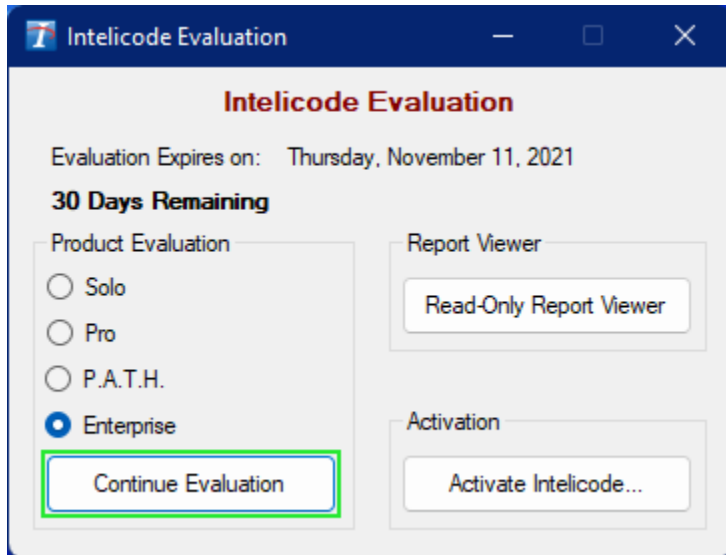 Intelicode Evaluation
Intelicode Evaluation
Evaluation Expires on: Thursday, November 11, 2021
30 Days Remaining
Product Evaluation
Solo
Pro
P.A.T.H.
Enterprise
Continue Evaluation
Report Viewer
Read-Only Report Viewer
Activation
Activate Intelicode...